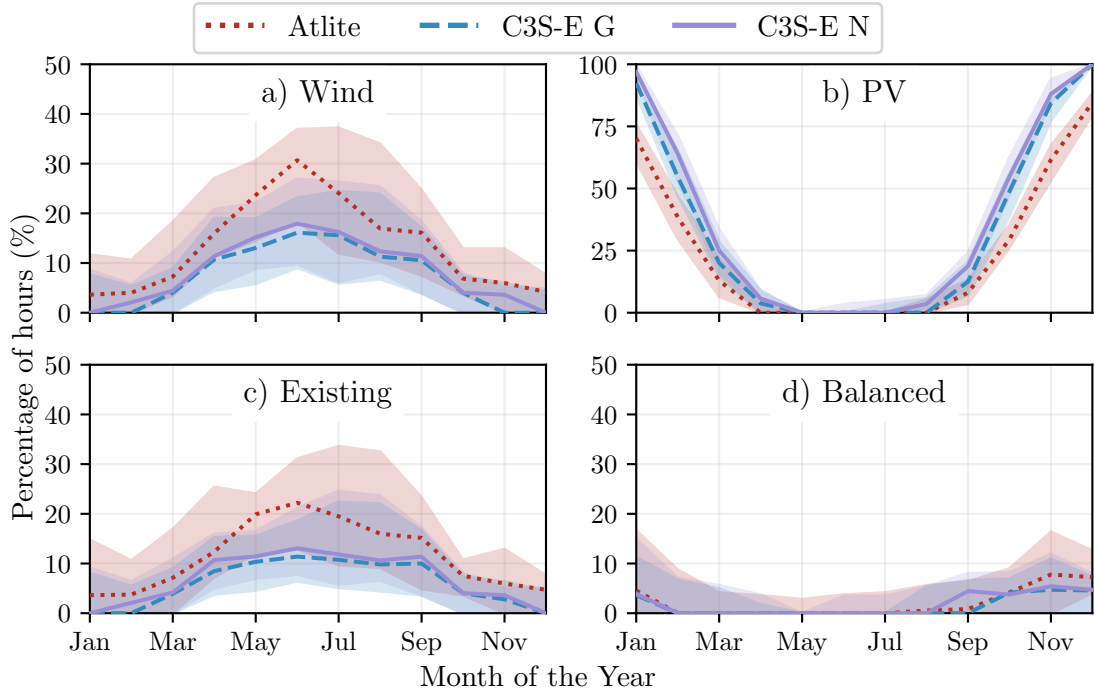 Atlite
C3S-E G
C3S-E N
a) Wind
50
40
30
20
10
0
b) PV
100
75
50
25
0
c) Existing
50
40
30
20
10
0
Jan Mar May Jul Sep Nov
d) Balanced
50
40
30
20
10
0
Jan Mar May Jul Sep Nov
Percentage of hours (%)
Month of the Year